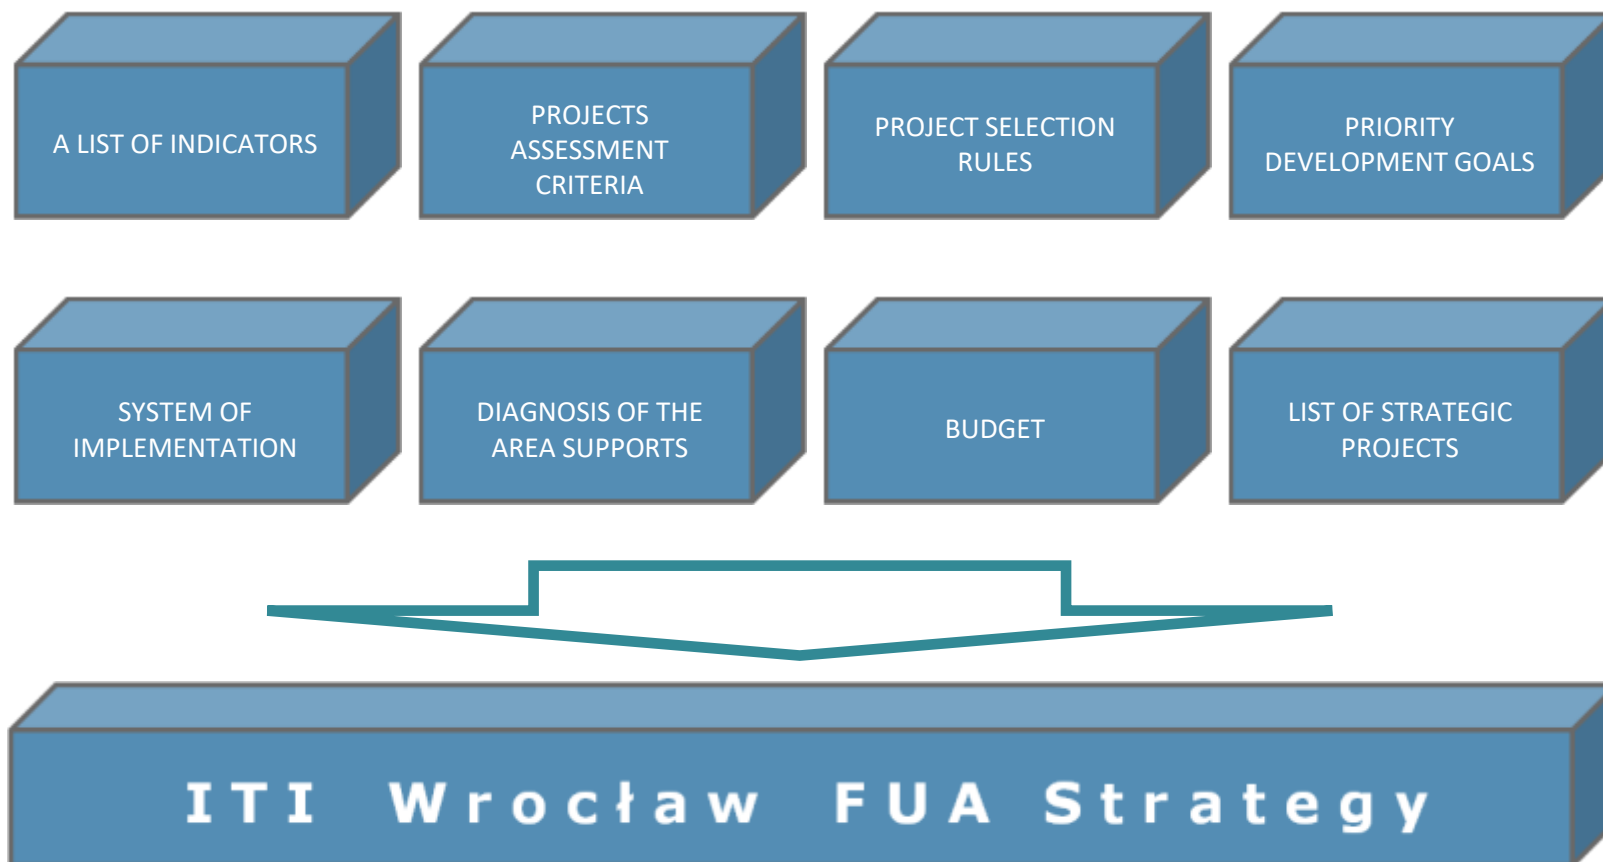 A LIST OF INDICATORS
PROJECTS
ASSESSMENT
CRITERIA
PROJECT SELECTION
RULES
PRIORITY
DEVELOPMENT GOALS
SYSTEM OF
IMPLEMENTATION
DIAGNOSIS OF THE
AREA SUPPORTS
BUDGET
LIST OF STRATEGIC
PROJECTS
ITI Wrocław FUA Strategy